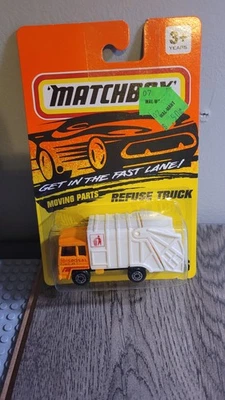 3+
YEARS
MATCHBOX
GET IN THE FAST LANE!
MOVING PARTS
REFUSE TRUCK